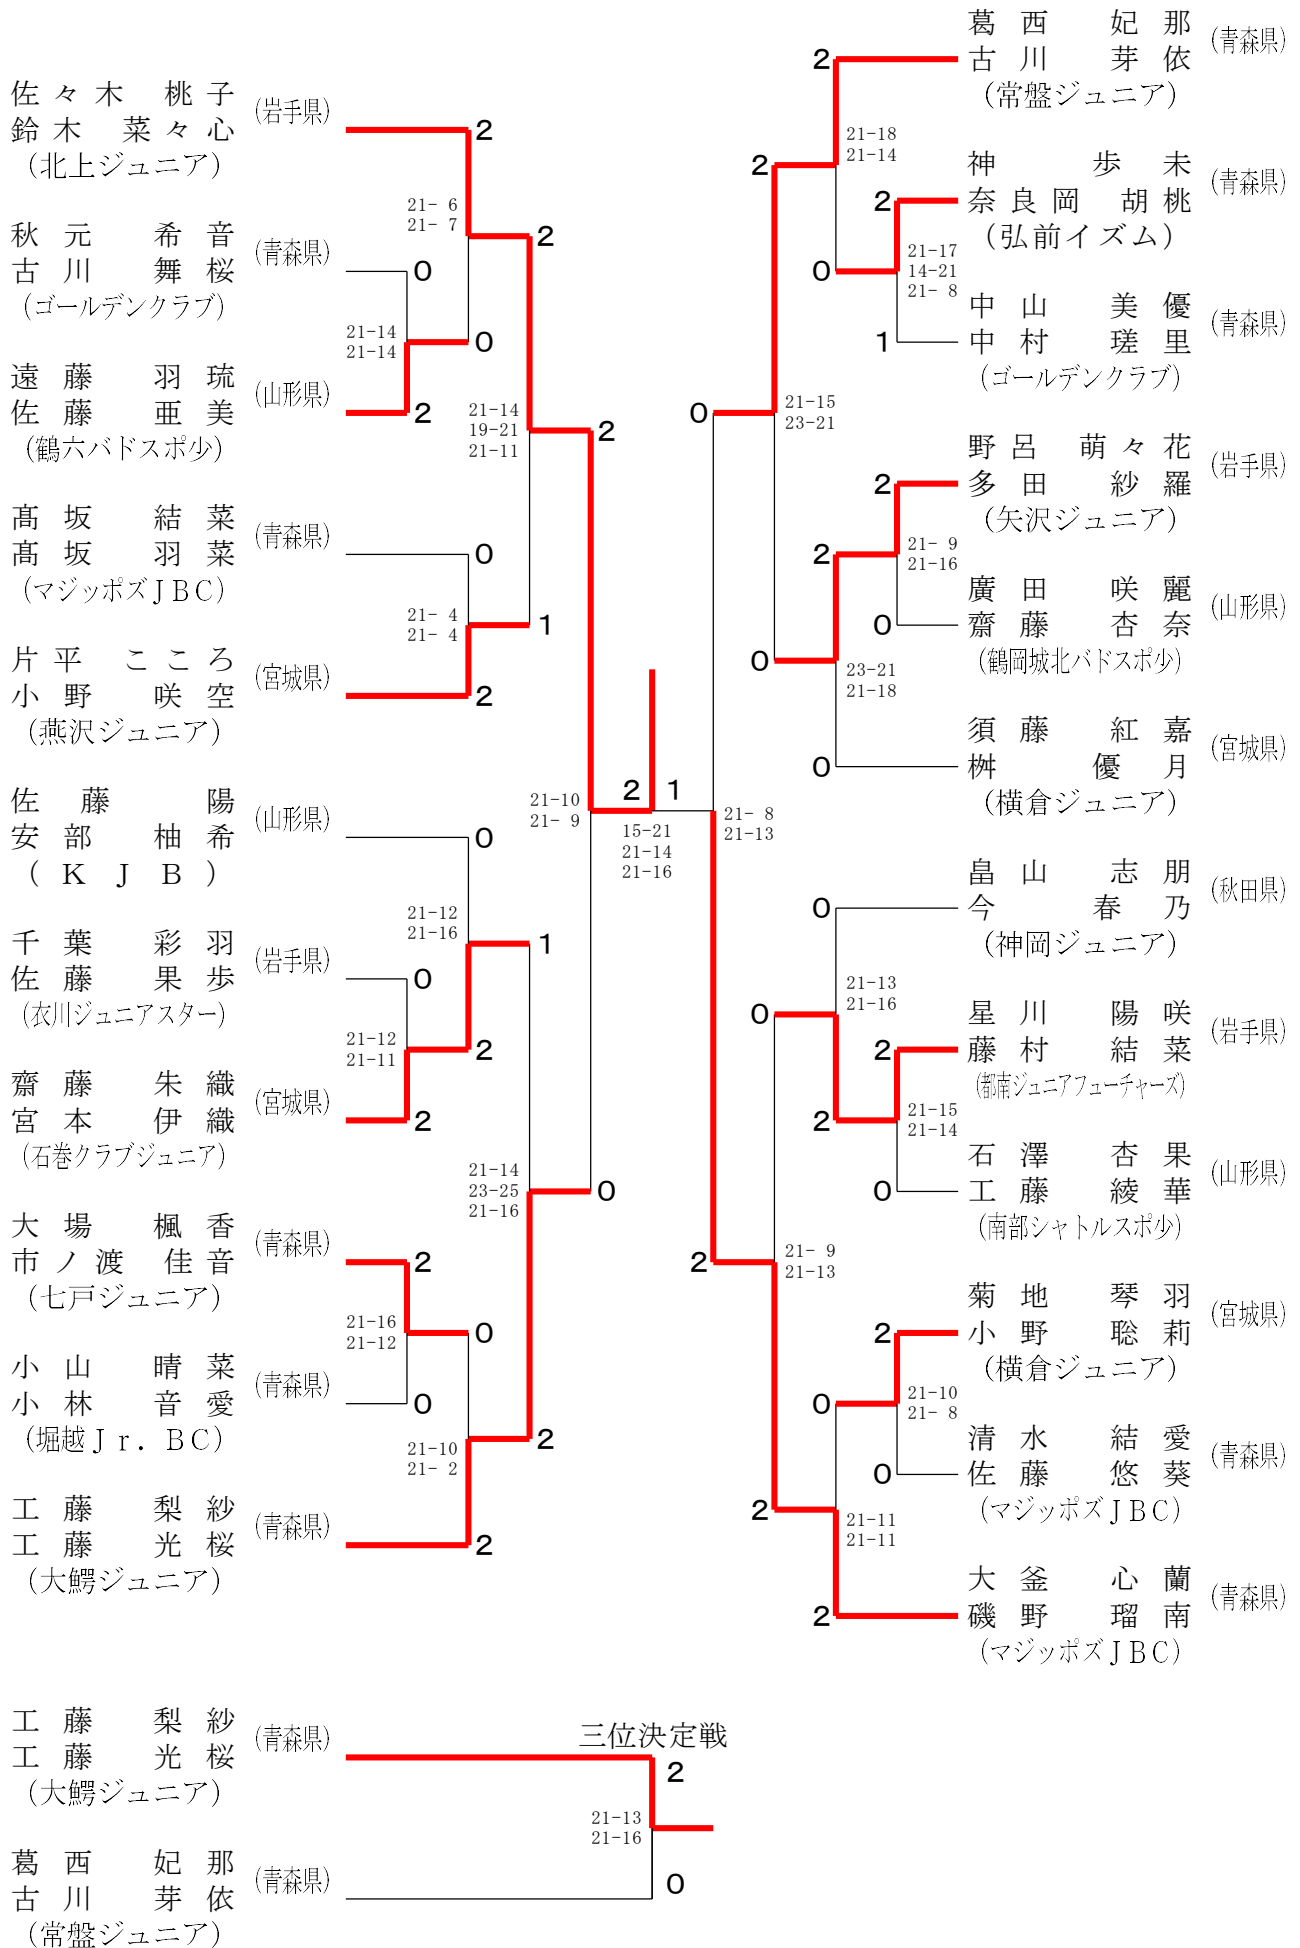 佐々木 桃子
鈴木 菜々心
(北上ジュニア)
(岩手県)
2
21- 6
21- 7
2
秋元 希音
古川 舞桜
(ゴールデンクラブ)
(青森県)
0
21-14
21-14
0
遠藤 羽琉
佐藤 亜美
(鶴六バドスポ少)
(山形県)
2
21-14
19-21
21-11
2
髙坂 結菜
髙坂 羽菜
(マジッポズJBC)
(青森県)
0
21- 4
21- 4
1
片平 こころ
小野 咲空
(燕沢ジュニア)
(宮城県)
2
佐藤 陽
安部 柚希
(KJB)
(山形県)
0
21-10
21- 9
21-12
21-16
1
千葉 彩羽
佐藤 果歩
(衣川ジュニアスター)
(岩手県)
0
21-12
21-11
2
齋藤 朱織
宮本 伊織
(石巻クラブジュニア)
(宮城県)
2
21-14
23-25
21-16
0
大場 楓香
市ノ渡 佳音
(七戸ジュニア)
(青森県)
2
21-16
21-12
0
小山 晴菜
小林 音愛
(堀越Jr.BC)
(青森県)
0
21-10
21- 2
2
工藤 梨紗
工藤 光桜
(大鰐ジュニア)
(青森県)
2
2 1
15-21
21-14
21-16
葛西 妃那
古川 芽依
(常盤ジュニア)
(青森県)
2
21-18
21-14
2
神 歩未
奈良岡 胡桃
(弘前イズム)
(青森県)
2
21-17
14-21
21- 8
0
中山 美優
中村 瑳里
(ゴールデンクラブ)
(青森県)
1
0
21-15
23-21
野呂 萌々花
多田 紗羅
(矢沢ジュニア)
(岩手県)
2
21- 9
21-16
2
廣田 咲麗
齋藤 杏奈
(鶴岡城北バドスポ少)
(山形県)
0
0
23-21
21-18
須藤 紅嘉
桝 優月
(横倉ジュニア)
(宮城県)
0
21- 8
21-13
畠山 志朋
今 春乃
(神岡ジュニア)
(秋田県)
0
21-13
21-16
0
星川 陽咲
藤村 結菜
(都南ジュニアフューチャーズ)
(岩手県)
2
21-15
21-14
2
石澤 杏果
工藤 綾華
(南部シャトルスポ少)
(山形県)
0
2
21- 9
21-13
菊地 琴羽
小野 聡莉
(横倉ジュニア)
(宮城県)
2
21-10
21- 8
0
清水 結愛
佐藤 悠葵
(マジッポズJBC)
(青森県)
0
2
21-11
21-11
大釜 心蘭
磯野 瑠南
(マジッポズJBC)
(青森県)
2
三位決定戦
工藤 梨紗
工藤 光桜
(大鰐ジュニア)
(青森県)
2
21-13
21-16
葛西 妃那
古川 芽依
(常盤ジュニア)
(青森県)
0